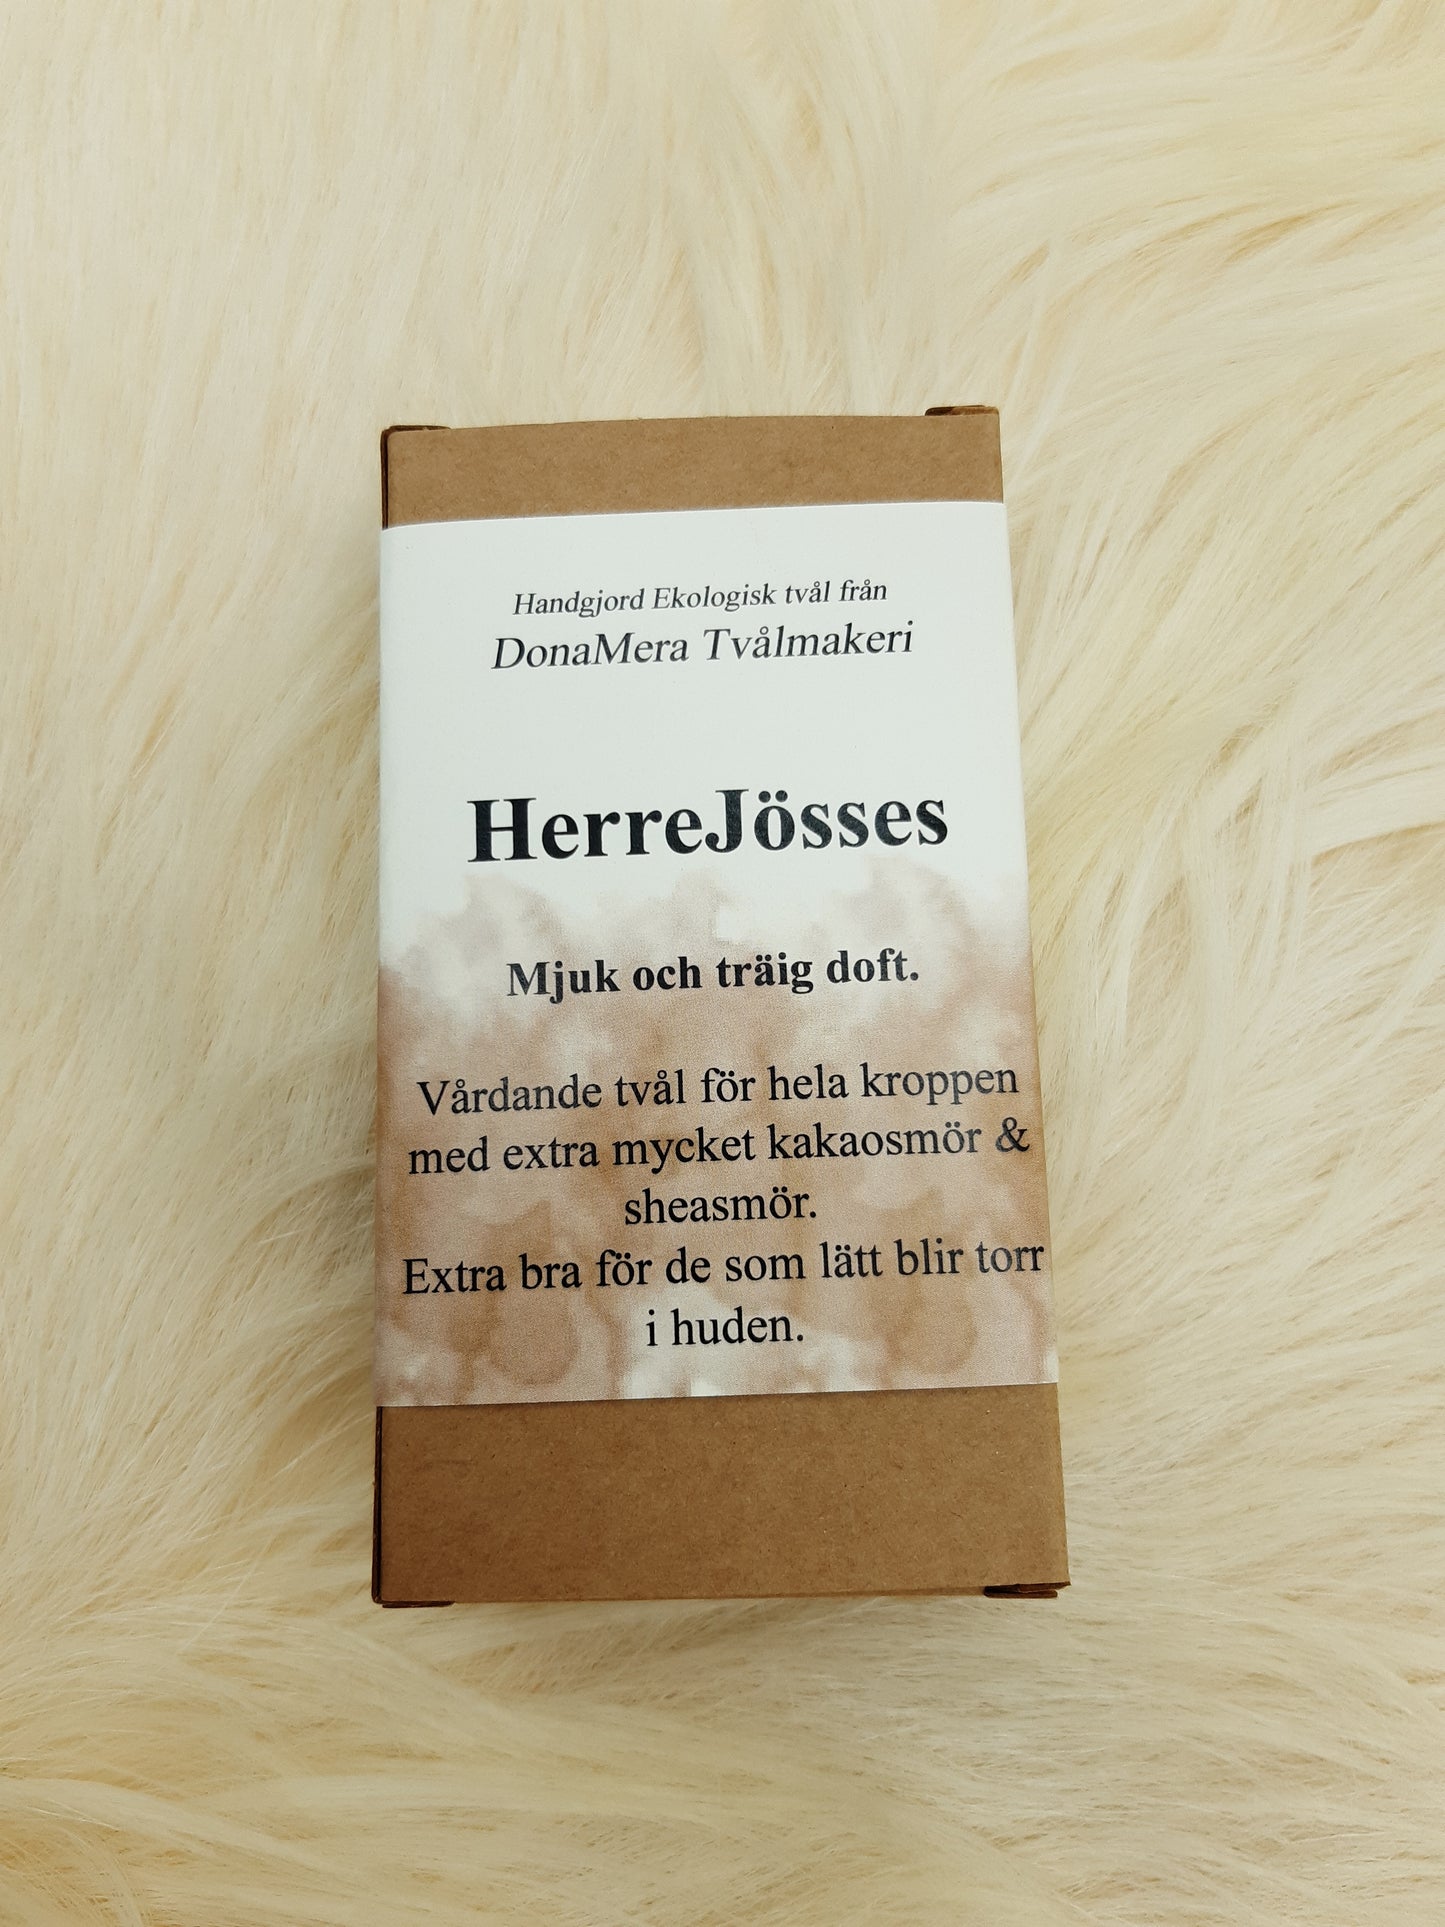 Handgjord Ekologisk tvål från
DonaMera Tvålmakeri
HerreJösses
Mjuk och träig doft.
Vårdande tvål för hela kroppen
med extra mycket kakaosmör &
sheasmör.
Extra bra för de som lätt blir torr
i huden.